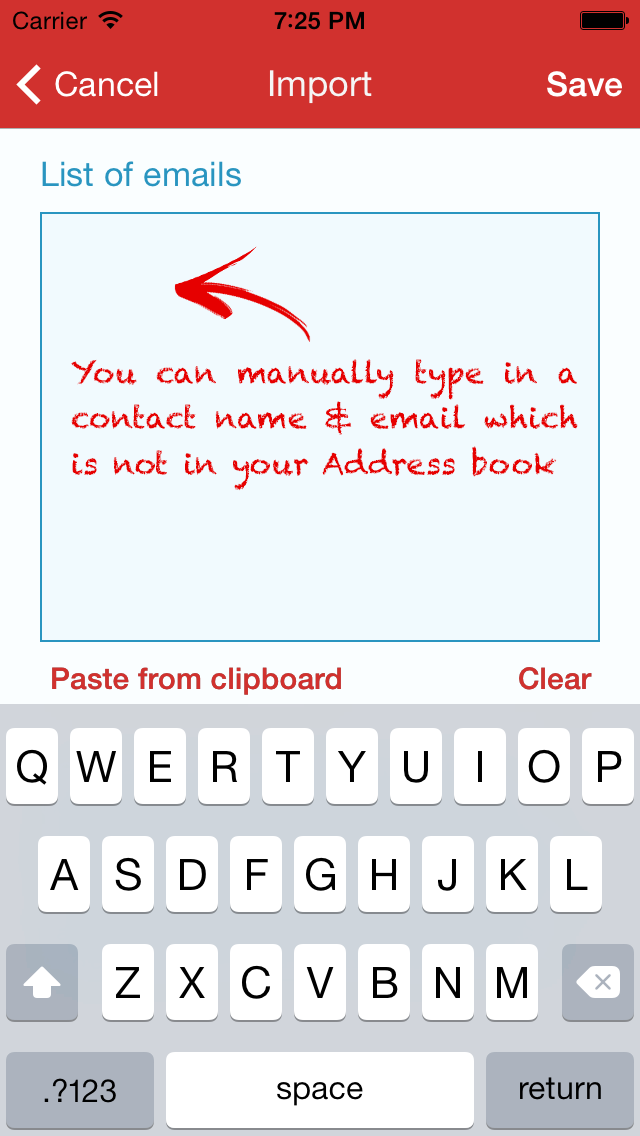 Carrier 7:25 PM
Cancel Import Save
List of emails
You can manually type in a
contact name & email which
is not in your Address book
Paste from clipboard Clear
Q W E R T Y U I O P
A S D F G H J K L
Z X C V B N M
.?123 space return